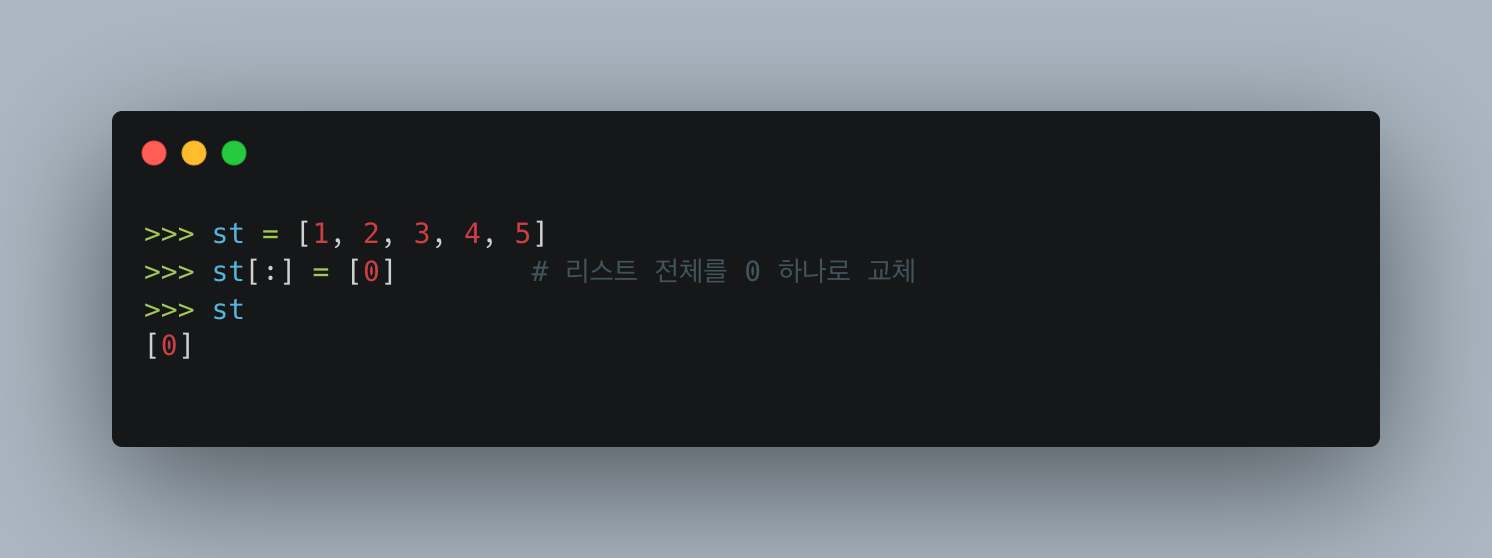 >>> st = [1, 2, 3, 4, 5]
>>> st[:] = [0]        # 리스트 전체를 0 하나로 교체
>>> st
[0]